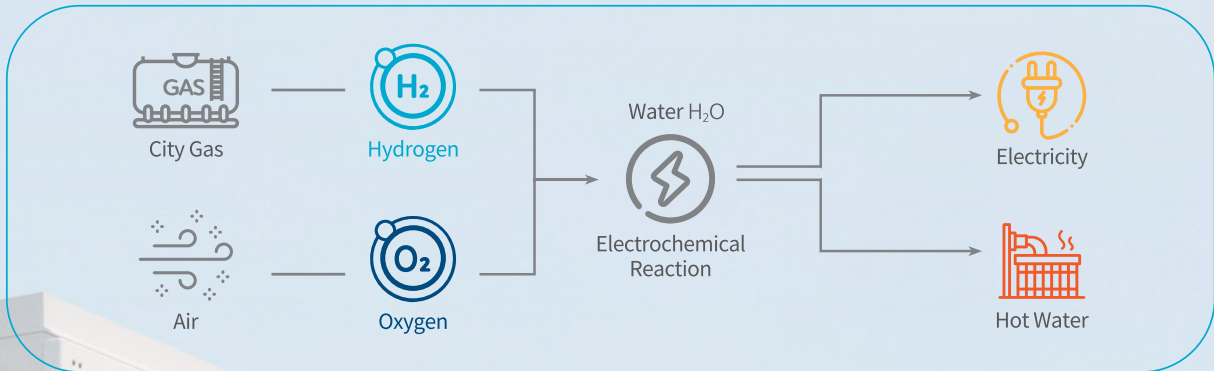 GAS
City Gas
H₂
Hydrogen
Air
O₂
Oxygen
Water H₂O
Electrochemical
Reaction
Electricity
Hot Water